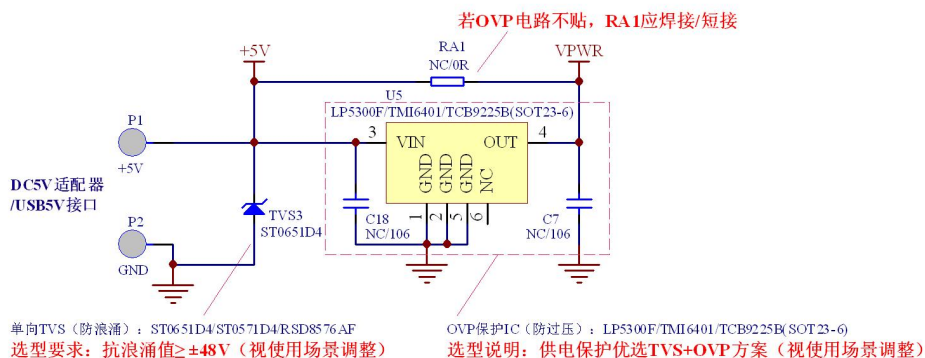 若OVP电路不贴，RA1应焊接/短接
+5V
RA1
NC/0R
VPWR
U5
LP5300F/TMI6401/TCB9225B(SOT23-6)
P1
+5V
3
VIN
OUT
4
GND
GND
GND
NC
1
2
5
6
DC5V适配器
/USB5V接口
P2
GND
TVS3
ST0651D4
C18
NC/106
C7
NC/106
单向TVS（防浪涌）：ST0651D4/ST0571D4/RSD8576AF
选型要求：抗浪涌值≥±48V（视使用场景调整）
OVP保护IC（防过压）：LP5300F/TMI6401/TCB9225B(SOT23-6)
选型说明：供电保护优选TVS+OVP方案（视使用场景调整）